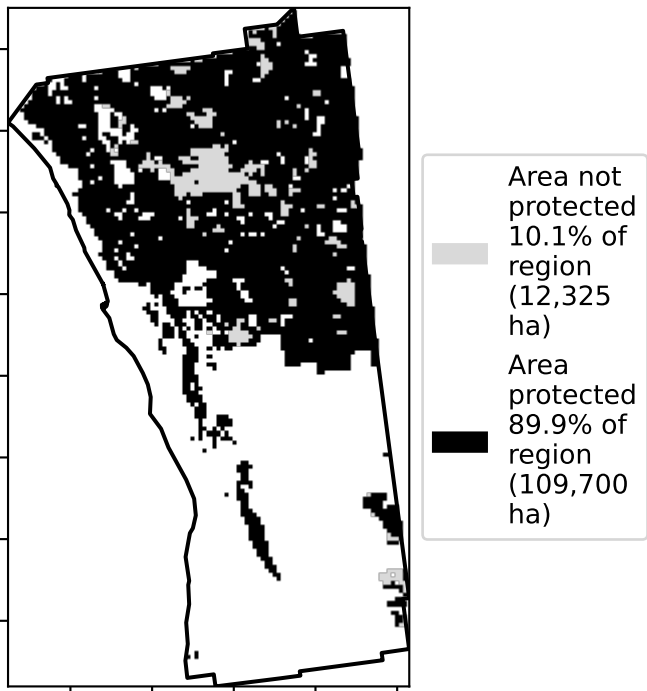 Area not
protected
10.1% of
region
(12,325
ha)
Area
protected
89.9% of
region
(109,700
ha)